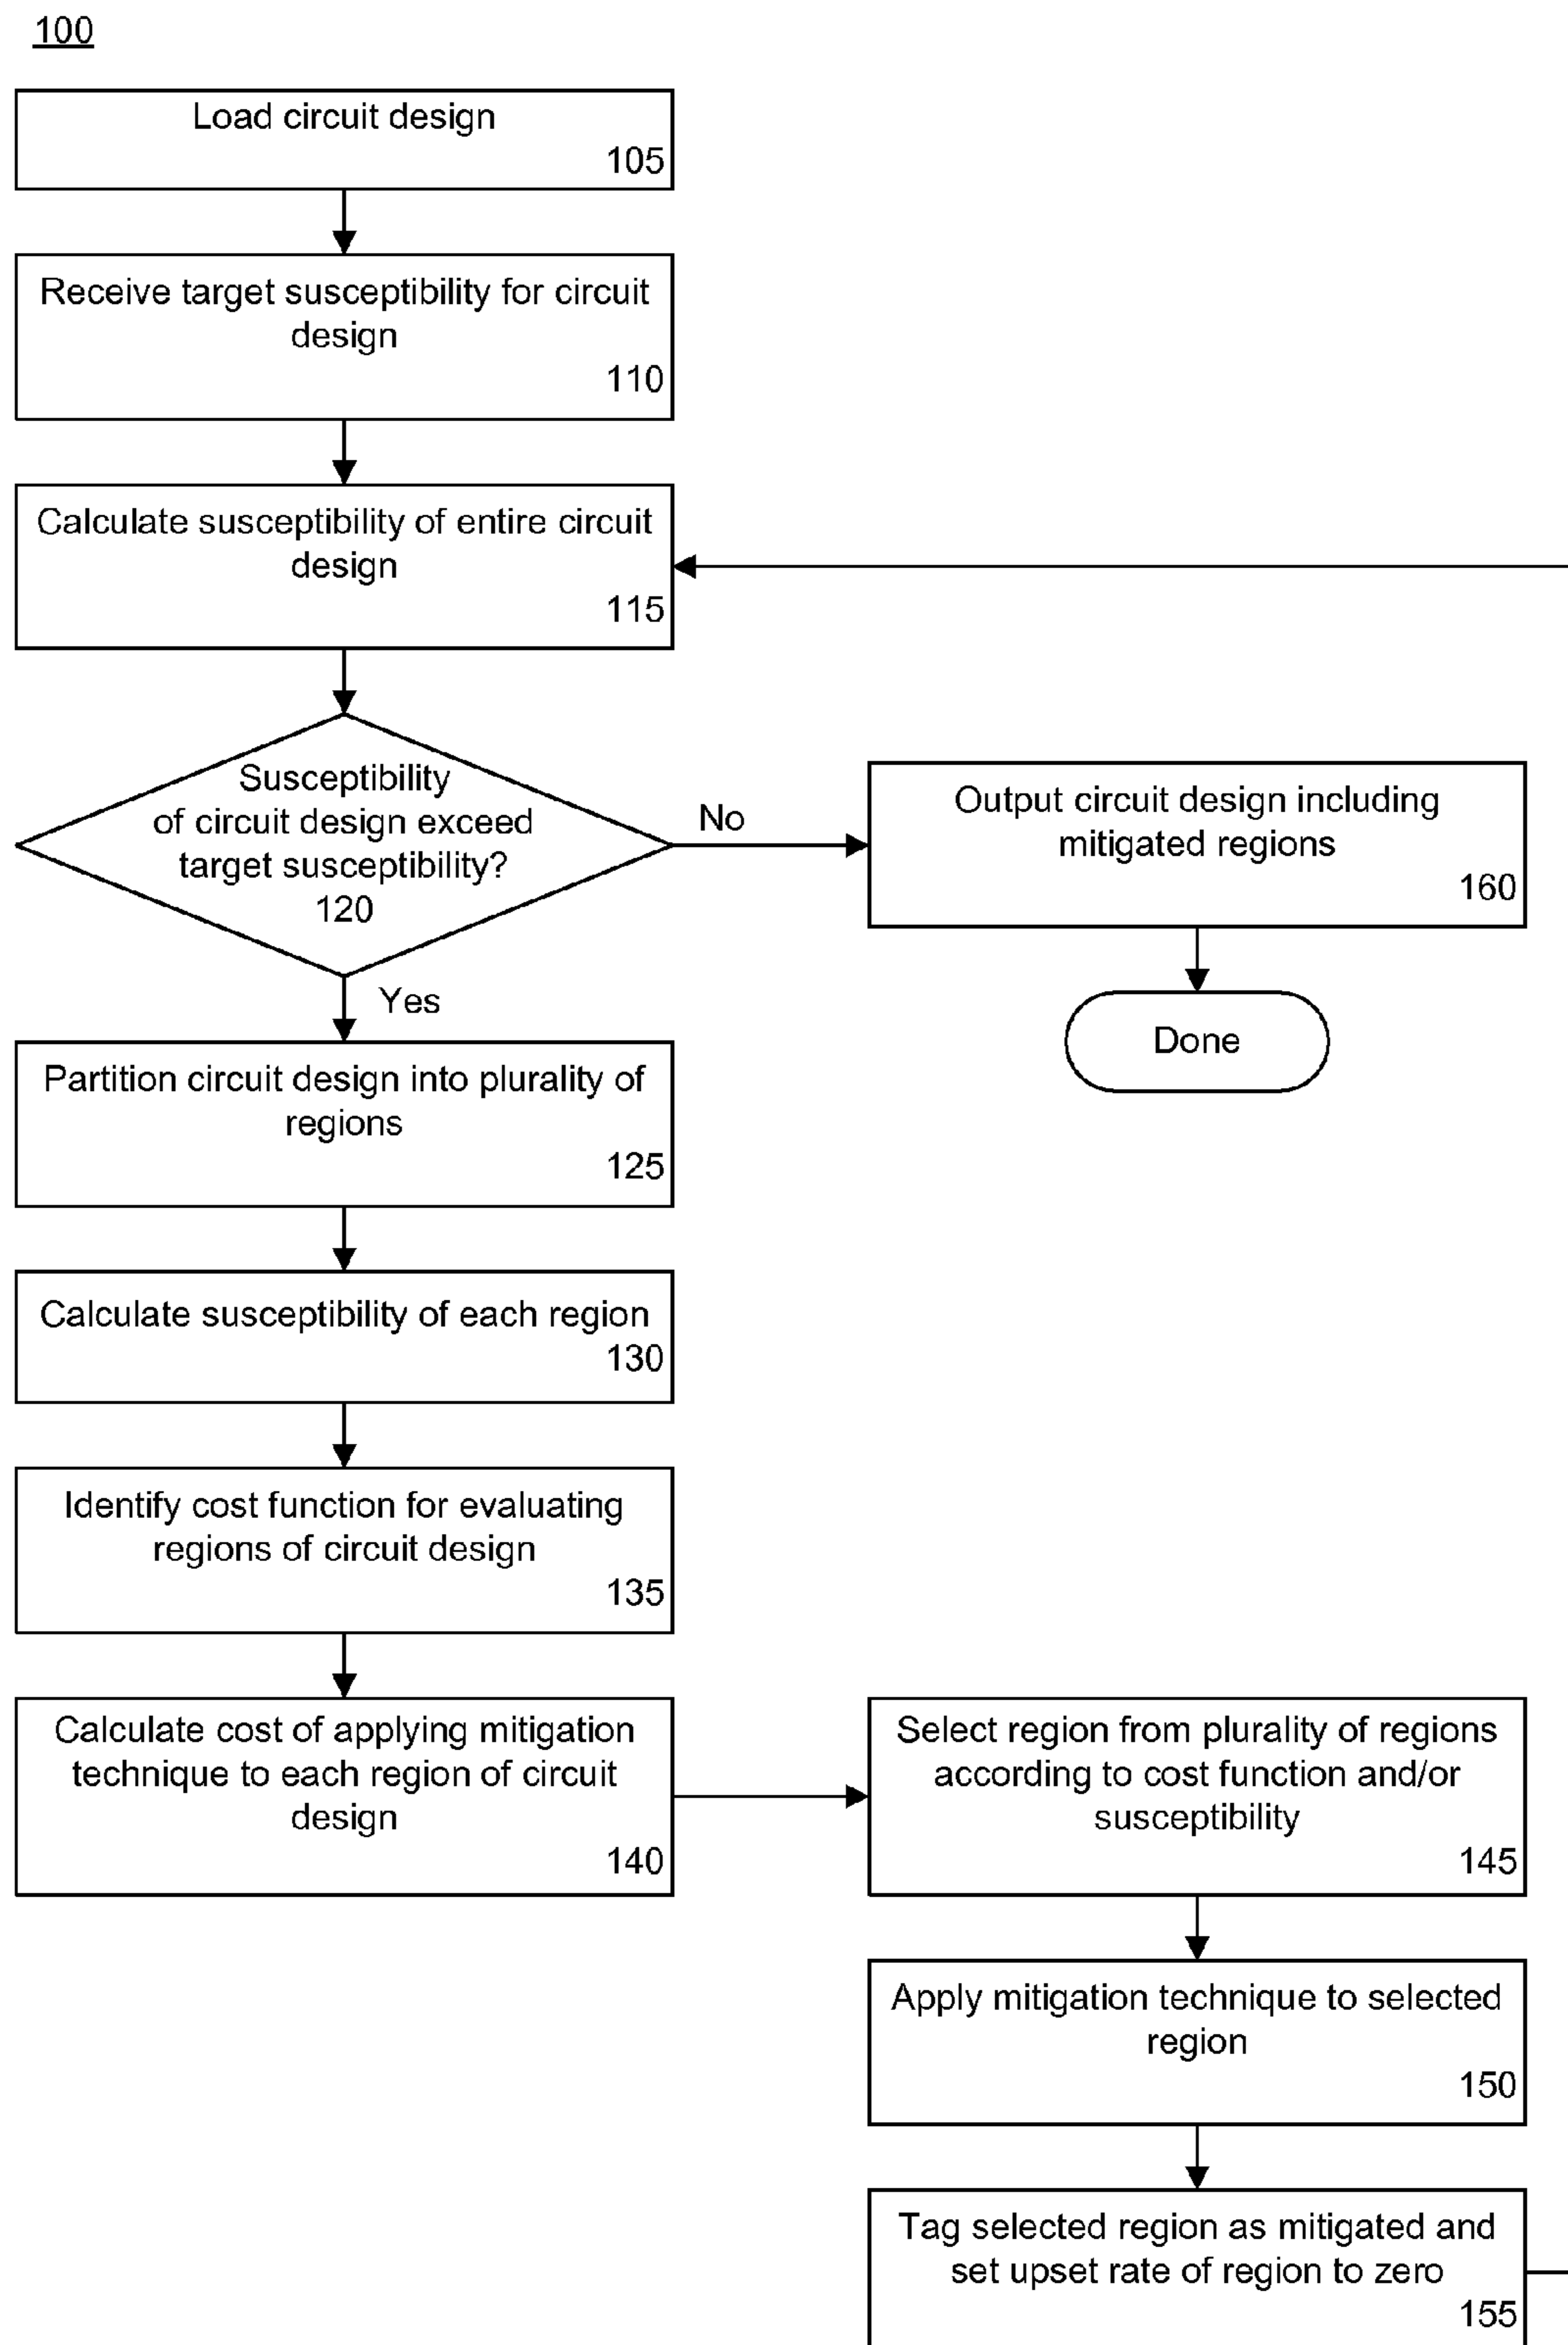 100
Load circuit design
105
Receive target susceptibility for circuit
design
110
Calculate susceptibility of entire circuit
design
115
Susceptibility
of circuit design exceed
target susceptibility?
120
No
Output circuit design including
mitigated regions
160
Done
Yes
Partition circuit design into plurality of
regions
125
Calculate susceptibility of each region
130
Identify cost function for evaluating
regions of circuit design
135
Calculate cost of applying mitigation
technique to each region of circuit
design
140
Select region from plurality of regions
according to cost function and/or
susceptibility
145
Apply mitigation technique to selected
region
150
Tag selected region as mitigated and
set upset rate of region to zero
155